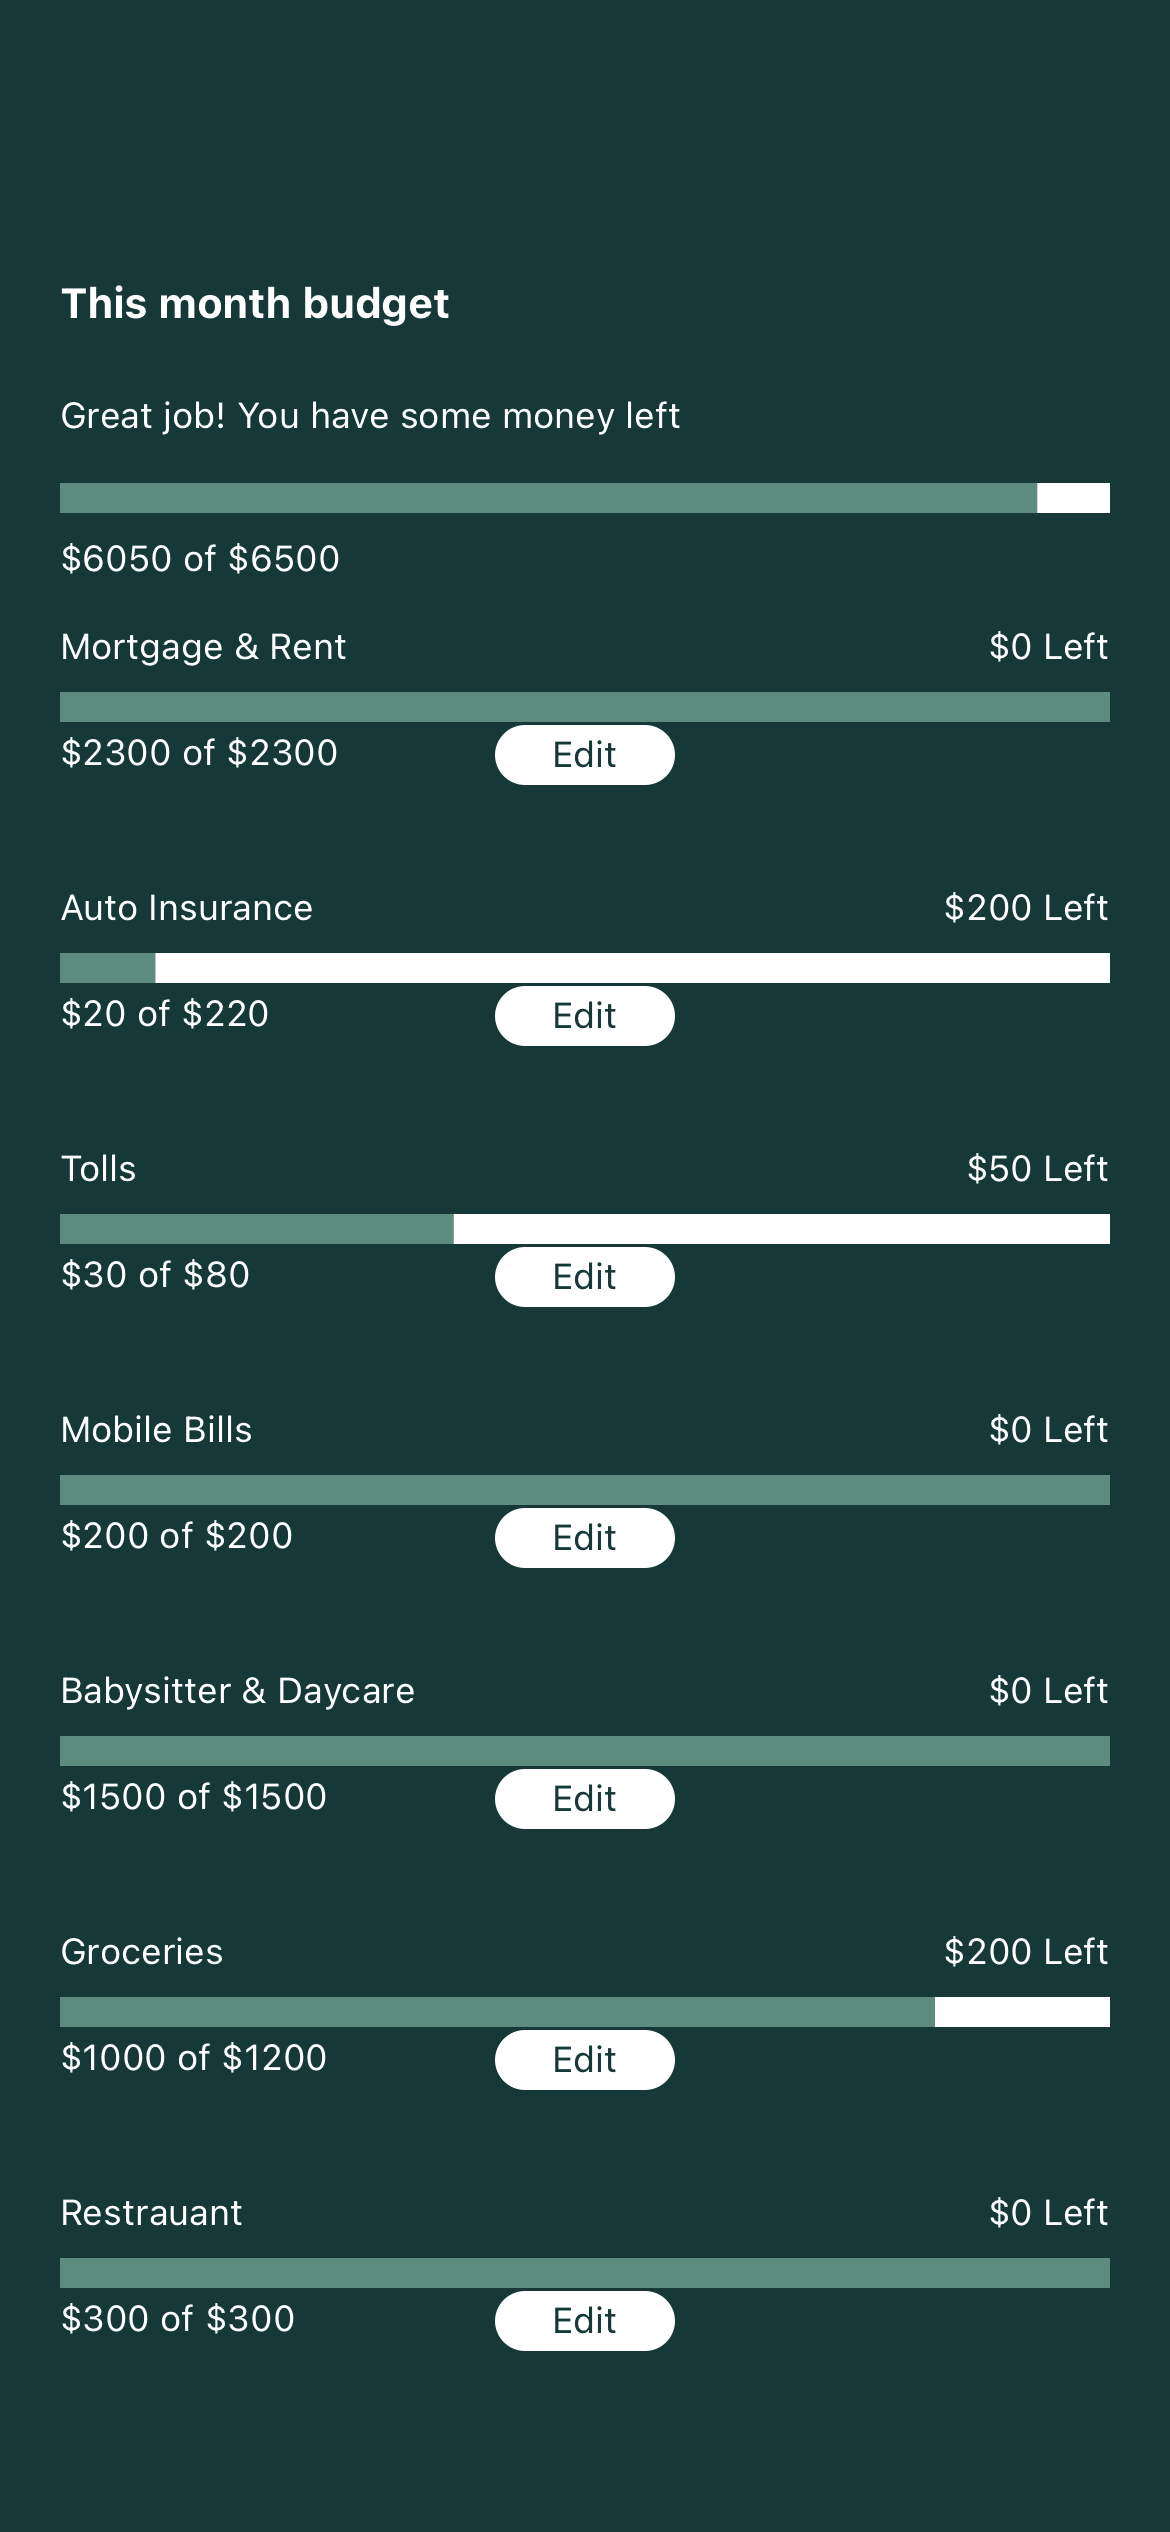 This month budget
Great job! You have some money left
$6050 of $6500
Mortgage & Rent $0 Left
$2300 of $2300 Edit
Auto Insurance $200 Left
$20 of $220 Edit
Tolls $50 Left
$30 of $80 Edit
Mobile Bills $0 Left
$200 of $200 Edit
Babysitter & Daycare $0 Left
$1500 of $1500 Edit
Groceries $200 Left
$1000 of $1200 Edit
Restrauant $0 Left
$300 of $300 Edit